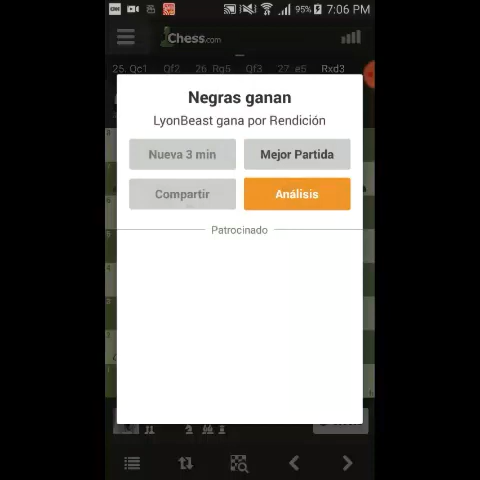 CNN 95% 7:06 PM
Chess.com
25. Qc1 Qf2 26. Rg5 Qf3 27. e6 Rxd3
Negras ganan
LyonBeast gana por Rendición
Nueva 3 min Mejor Partida
Compartir Análisis
Patrocinado